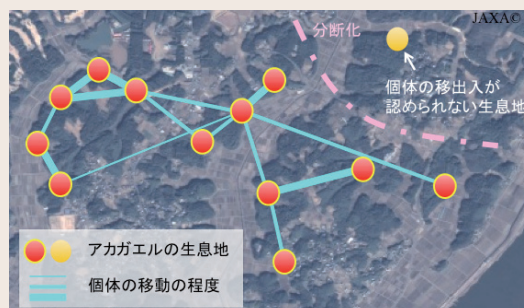 JAXA©
分断化
個体の移出入が
認められない生息地
アカガエルの生息地
個体の移動の程度